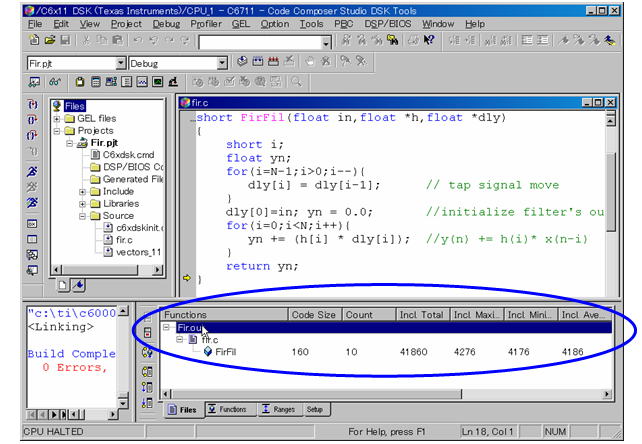 /C6x11 DSK (Texas Instruments)/CPU_1 - C6711 - Code Composer Studio DSK Tools
File Edit View Project Debug Profiler GEL Option Tools PBC DSP/BIOS Window Help
Fir.pjt Debug
Files
GEL files
Projects
Fir.pjt
C6xdsk.cmd
DSP/BIOS Co
Generated File
Include
Libraries
Source
c6xdskinit.c
fir.c
vectors_11
fir.c
short FirFil(float in,float *h,float *dly)
{
short i;
float yn;
for(i=N-1;i>0;i--){
dly[i] = dly[i-1]; // tap signal move
}
dly[0]=in; yn = 0.0; //initialize filter's ou
for(i=0;i<N;i++){
yn += (h[i] * dly[i]); //y(n) += h(i)* x(n-i)
}
return yn;
}
"c:\ti\c6000
<Linking>
Build Comple
0 Errors,
Functions Code Size Count Incl. Total Incl. Maxi... Incl. Mini... Incl. Ave...
Fir.ou
fir.c
FirFil 160 10 41860 4276 4176 4186
Files Functions Ranges Setup
CPU HALTED For Help, press F1 Ln 18, Col 1 NUM